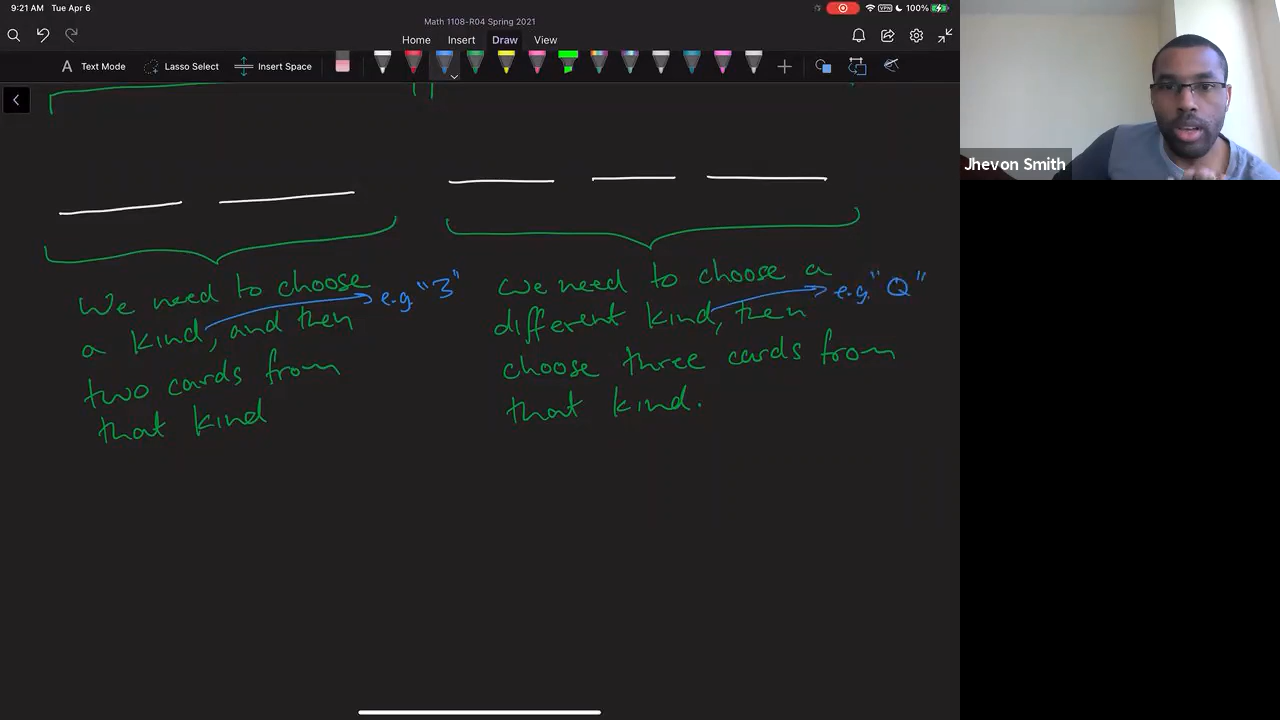 9:21 AM Tue Apr 6
100%
Math 1108-R04 Spring 2021
Home Insert Draw View
Text Mode Lasso Select Insert Space
VPN
Jhevon Smith
We need to choose
a kind, and then
two cards from
that kind
e.g. "3"
We need to choose a
different kind, then
choose three cards from
that kind.
e.g. "Q"